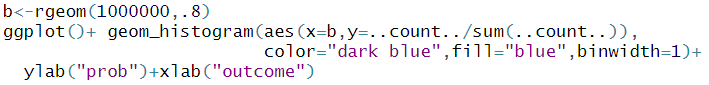 b<-rgeom(1000000,.8)
ggplot()+ geom_histogram(aes(x=b,y=..count../sum(..count..)),
color="dark blue",fill="blue",binwidth=1)+
ylab("prob")+xlab("outcome")